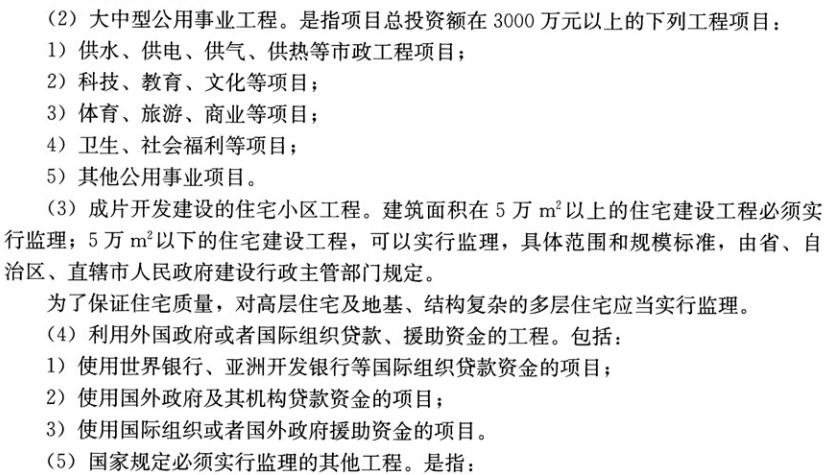 （2）大中型公用事业工程。是指项目总投资额在 3000 万元以上的下列工程项目：
1）供水、供电、供气、供热等市政工程项目；
2）科技、教育、文化等项目；
3）体育、旅游、商业等项目；
4）卫生、社会福利等项目；
5）其他公用事业项目。
（3）成片开发建设的住宅小区工程。建筑面积在 5 万 m²以上的住宅建设工程必须实
行监理；5 万 m²以下的住宅建设工程，可以实行监理，具体范围和规模标准，由省、自
治区、直辖市人民政府建设行政主管部门规定。
为了保证住宅质量，对高层住宅及地基、结构复杂的多层住宅应当实行监理。
（4）利用外国政府或者国际组织贷款、援助资金的工程。包括：
1）使用世界银行、亚洲开发银行等国际组织贷款资金的项目；
2）使用国外政府及其机构贷款资金的项目；
3）使用国际组织或者国外政府援助资金的项目。
（5）国家规定必须实行监理的其他工程。是指：